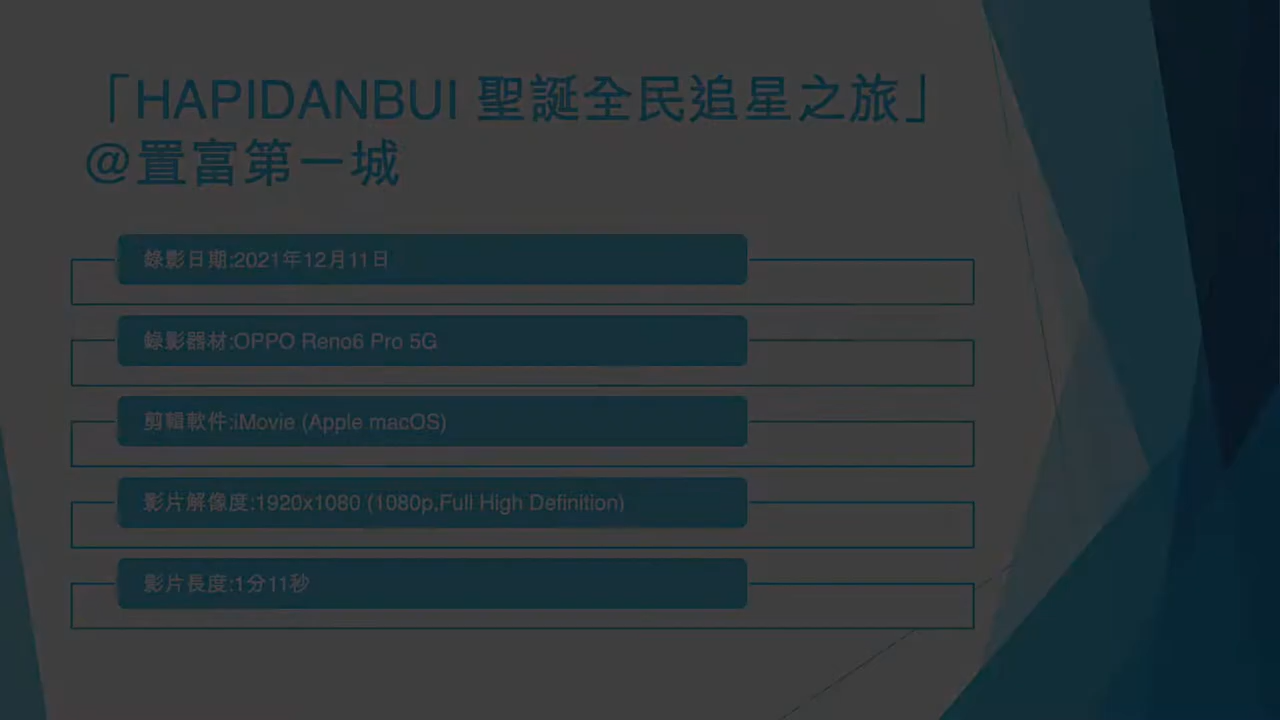 「HAPIDANBUI 聖誕全民追星之旅」
@置富第一城
錄影日期:2021年12月11日
錄影器材:OPPO Reno6 Pro 5G
剪輯軟件:iMovie (Apple macOS)
影片解像度:1920x1080 (1080p,Full High Definition)
影片長度:1分11秒